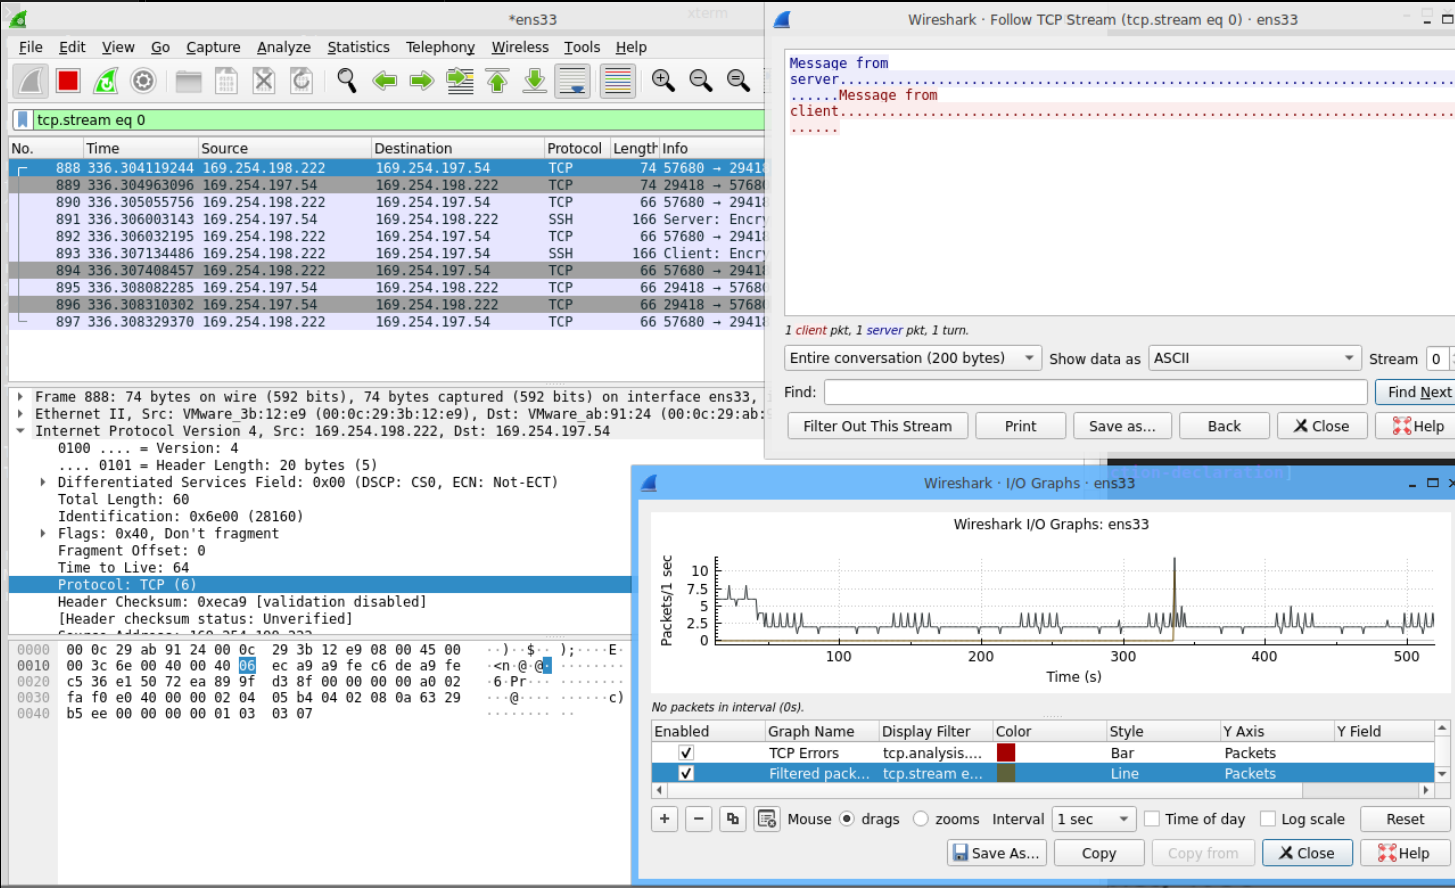 *ens33
xterm
File Edit View Go Capture Analyze Statistics Telephony Wireless Tools Help
tcp.stream eq 0
No. Time Source Destination Protocol Length Info
888 336.304119244 169.254.198.222 169.254.197.54 TCP 74 57680 → 29418
889 336.304963096 169.254.197.54 169.254.198.222 TCP 74 29418 → 57680
890 336.305055756 169.254.198.222 169.254.197.54 TCP 66 57680 → 29418
891 336.306003143 169.254.197.54 169.254.198.222 SSH 166 Server: Encry
892 336.306032195 169.254.198.222 169.254.197.54 TCP 66 57680 → 29418
893 336.307134486 169.254.198.222 169.254.197.54 SSH 166 Client: Encry
894 336.307408457 169.254.198.222 169.254.197.54 TCP 66 57680 → 29418
895 336.308082285 169.254.197.54 169.254.198.222 TCP 66 29418 → 57680
896 336.308310302 169.254.197.54 169.254.198.222 TCP 66 29418 → 57680
897 336.308329370 169.254.198.222 169.254.197.54 TCP 66 57680 → 29418
Frame 888: 74 bytes on wire (592 bits), 74 bytes captured (592 bits) on interface ens33,
Ethernet II, Src: VMware_3b:12:e9 (00:0c:29:3b:12:e9), Dst: VMware_ab:91:24 (00:0c:29:ab:9
Internet Protocol Version 4, Src: 169.254.198.222, Dst: 169.254.197.54
0100 .... = Version: 4
.... 0101 = Header Length: 20 bytes (5)
Differentiated Services Field: 0x00 (DSCP: CS0, ECN: Not-ECT)
Total Length: 60
Identification: 0x6e00 (28160)
Flags: 0x40, Don't fragment
Fragment Offset: 0
Time to Live: 64
Protocol: TCP (6)
Header Checksum: 0xeca9 [validation disabled]
[Header checksum status: Unverified]
Source Address: 169.254.198.222
0000 00 0c 29 ab 91 24 00 0c 29 3b 12 e9 08 00 45 00 ··)··$·· );····E·
0010 00 3c 6e 00 40 00 40 06 ec a9 a9 fe c6 de a9 fe ·<n·@·@· ········
0020 c5 36 e1 50 72 ea 89 9f d3 8f 00 00 00 00 a0 02 ·6·Pr··· ········
0030 fa f0 e0 40 00 00 02 04 05 b4 04 02 08 0a 63 29 ···@···· ······c)
0040 b5 ee 00 00 00 00 01 03 03 07 ········ ··
Wireshark · Follow TCP Stream (tcp.stream eq 0) · ens33
Message from
server......................................................................
......Message from
client......................................................................
......
1 client pkt, 1 server pkt, 1 turn.
Entire conversation (200 bytes) Show data as ASCII Stream 0
Find: Find Next
Filter Out This Stream Print Save as... Back Close Help
ction-declaration]
Wireshark · I/O Graphs · ens33
Wireshark I/O Graphs: ens33
Packets/1 sec
10
7.5
5
2.5
0
100 200 300 400 500
Time (s)
No packets in interval (0s).
Enabled Graph Name Display Filter Color Style Y Axis Y Field
TCP Errors tcp.analysis.... Bar Packets
Filtered pack... tcp.stream e... Line Packets
+ − Mouse drags zooms Interval 1 sec Time of day Log scale Reset
Save As... Copy Copy from Close Help